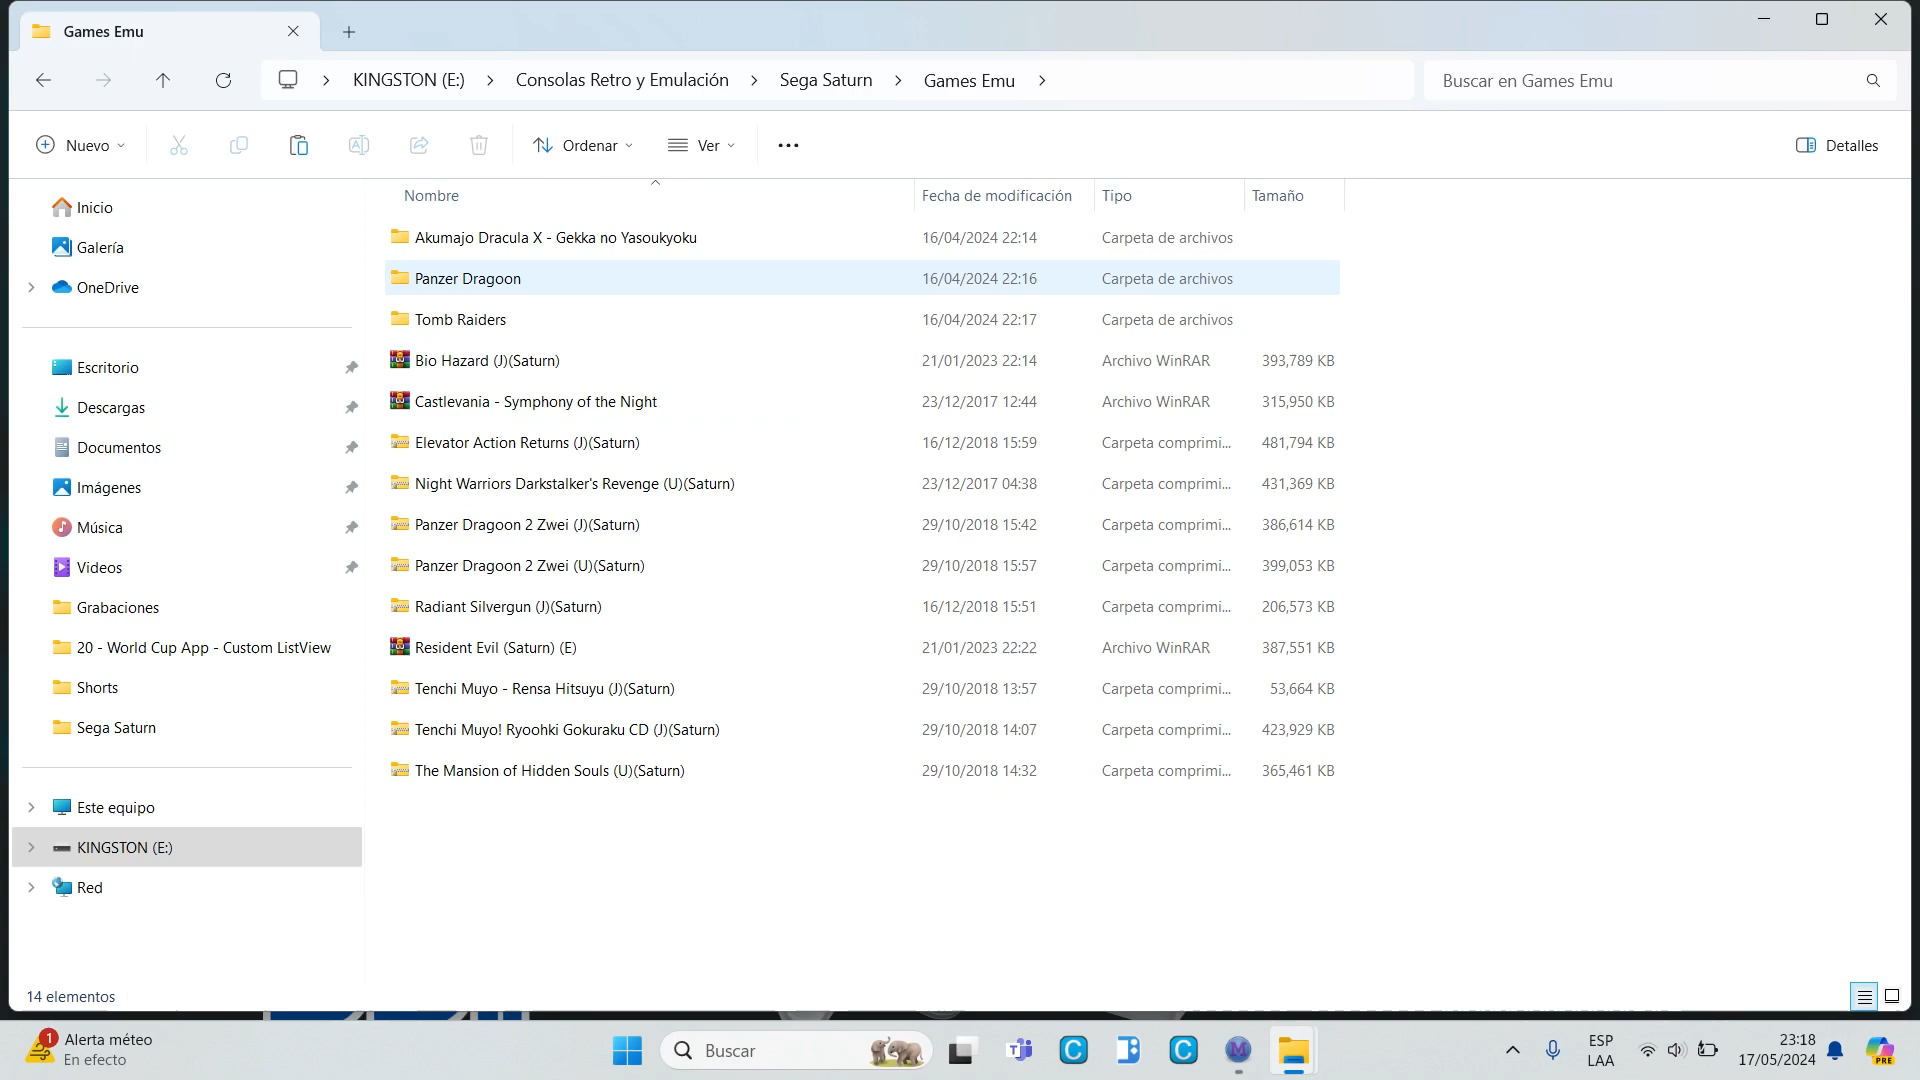 Games Emu
KINGSTON (E:) > Consolas Retro y Emulación > Sega Saturn > Games Emu >
Buscar en Games Emu
Nuevo
Ordenar
Ver
Detalles
Nombre Fecha de modificación Tipo Tamaño
Akumajo Dracula X - Gekka no Yasoukyoku 16/04/2024 22:14 Carpeta de archivos
Panzer Dragoon 16/04/2024 22:16 Carpeta de archivos
Tomb Raiders 16/04/2024 22:17 Carpeta de archivos
Bio Hazard (J)(Saturn) 21/01/2023 22:14 Archivo WinRAR 393,789 KB
Castlevania - Symphony of the Night 23/12/2017 12:44 Archivo WinRAR 315,950 KB
Elevator Action Returns (J)(Saturn) 16/12/2018 15:59 Carpeta comprimi... 481,794 KB
Night Warriors Darkstalker's Revenge (U)(Saturn) 23/12/2017 04:38 Carpeta comprimi... 431,369 KB
Panzer Dragoon 2 Zwei (J)(Saturn) 29/10/2018 15:42 Carpeta comprimi... 386,614 KB
Panzer Dragoon 2 Zwei (U)(Saturn) 29/10/2018 15:57 Carpeta comprimi... 399,053 KB
Radiant Silvergun (J)(Saturn) 16/12/2018 15:51 Carpeta comprimi... 206,573 KB
Resident Evil (Saturn) (E) 21/01/2023 22:22 Archivo WinRAR 387,551 KB
Tenchi Muyo - Rensa Hitsuyu (J)(Saturn) 29/10/2018 13:57 Carpeta comprimi... 53,664 KB
Tenchi Muyo! Ryoohki Gokuraku CD (J)(Saturn) 29/10/2018 14:07 Carpeta comprimi... 423,929 KB
The Mansion of Hidden Souls (U)(Saturn) 29/10/2018 14:32 Carpeta comprimi... 365,461 KB
Inicio
Galería
OneDrive
Escritorio
Descargas
Documentos
Imágenes
Música
Videos
Grabaciones
20 - World Cup App - Custom ListView
Shorts
Sega Saturn
Este equipo
KINGSTON (E:)
Red
14 elementos
1
Alerta méteo
En efecto
Buscar
ESP
LAA
23:18
17/05/2024
PRE